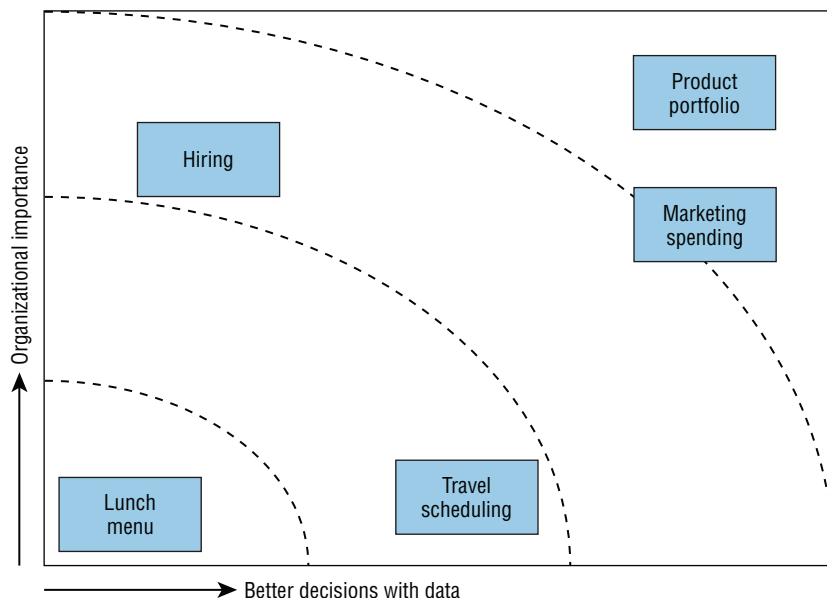 Product
portfolio
Hiring
Marketing
spending
Organizational importance
Travel
scheduling
Lunch
menu
Better decisions with data